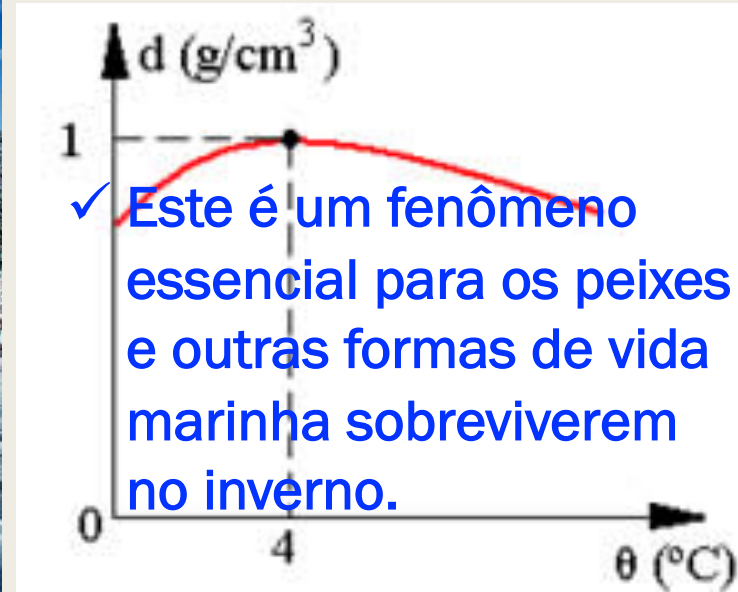 d (g/cm³)
1
✓ Este é um fenômeno
essencial para os peixes
e outras formas de vida
marinha sobreviverem
no inverno.
0
4
θ (ºC)